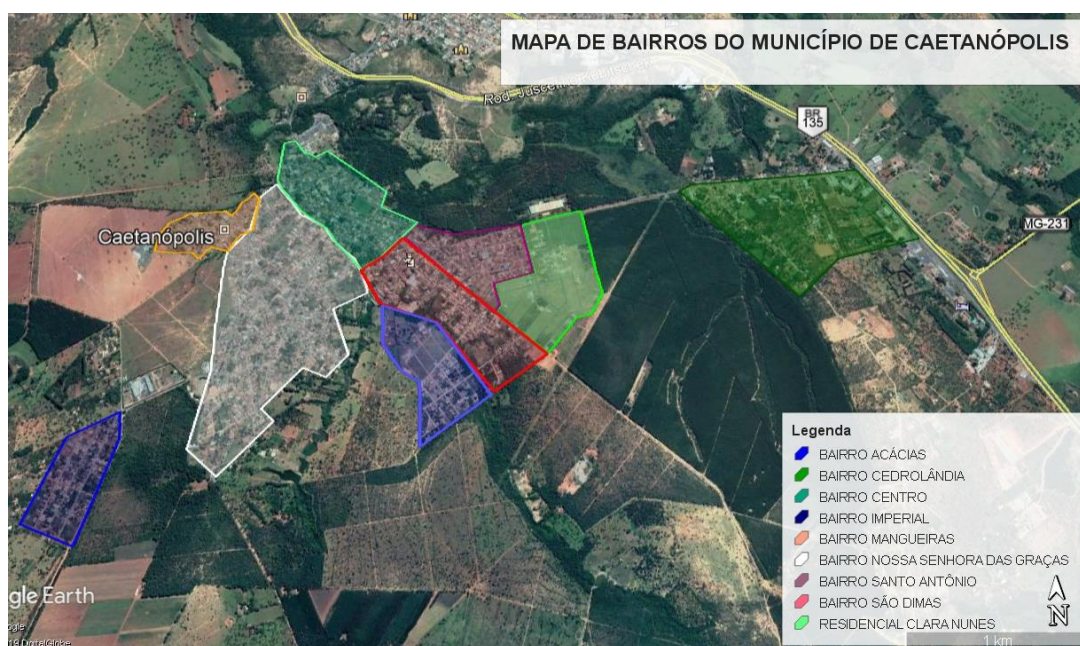 MAPA DE BAIRROS DO MUNICÍPIO DE CAETANÓPOLIS
BR
135
MG-231
Caetanópolis
Legenda
BAIRRO ACÁCIAS
BAIRRO CEDROLÂNDIA
BAIRRO CENTRO
BAIRRO IMPERIAL
BAIRRO MANGUEIRAS
BAIRRO NOSSA SENHORA DAS GRAÇAS
BAIRRO SANTO ANTÔNIO
BAIRRO SÃO DIMAS
RESIDENCIAL CLARA NUNES
N
1 km
gle Earth